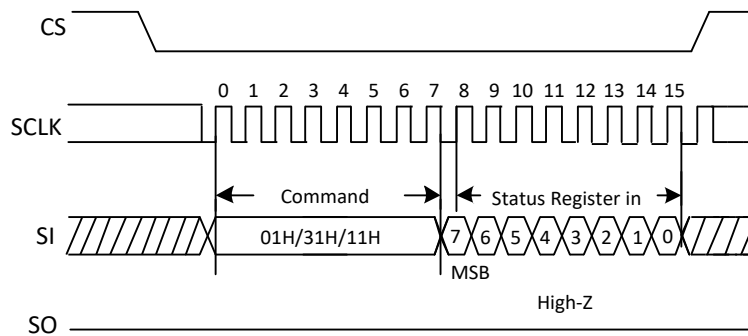 CS
0 1 2 3 4 5 6 7 8 9 10 11 12 13 14 15
SCLK
Command Status Register in
SI 01H/31H/11H 7 6 5 4 3 2 1 0
MSB
High-Z
SO